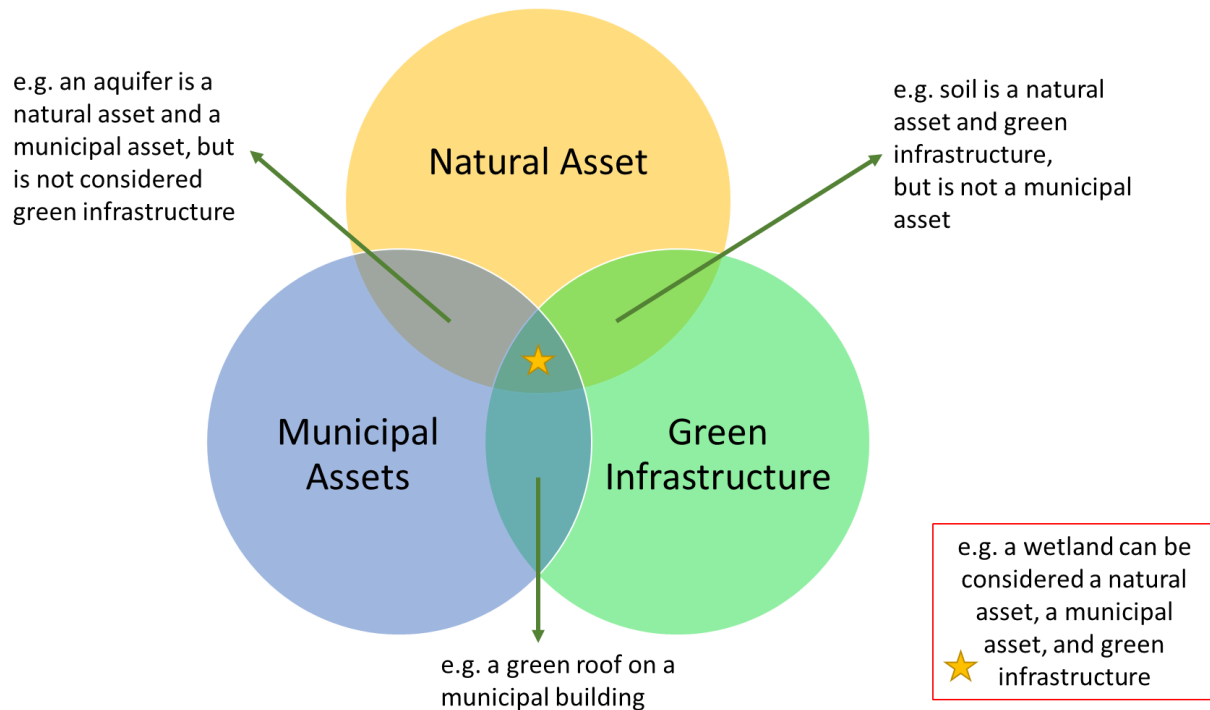 e.g. an aquifer is a
natural asset and a
municipal asset, but
is not considered
green infrastructure
e.g. soil is a natural
asset and green
infrastructure,
but is not a municipal
asset
Natural Asset
Municipal
Assets
Green
Infrastructure
e.g. a green roof on a
municipal building
e.g. a wetland can be
considered a natural
asset, a municipal
asset, and green
infrastructure